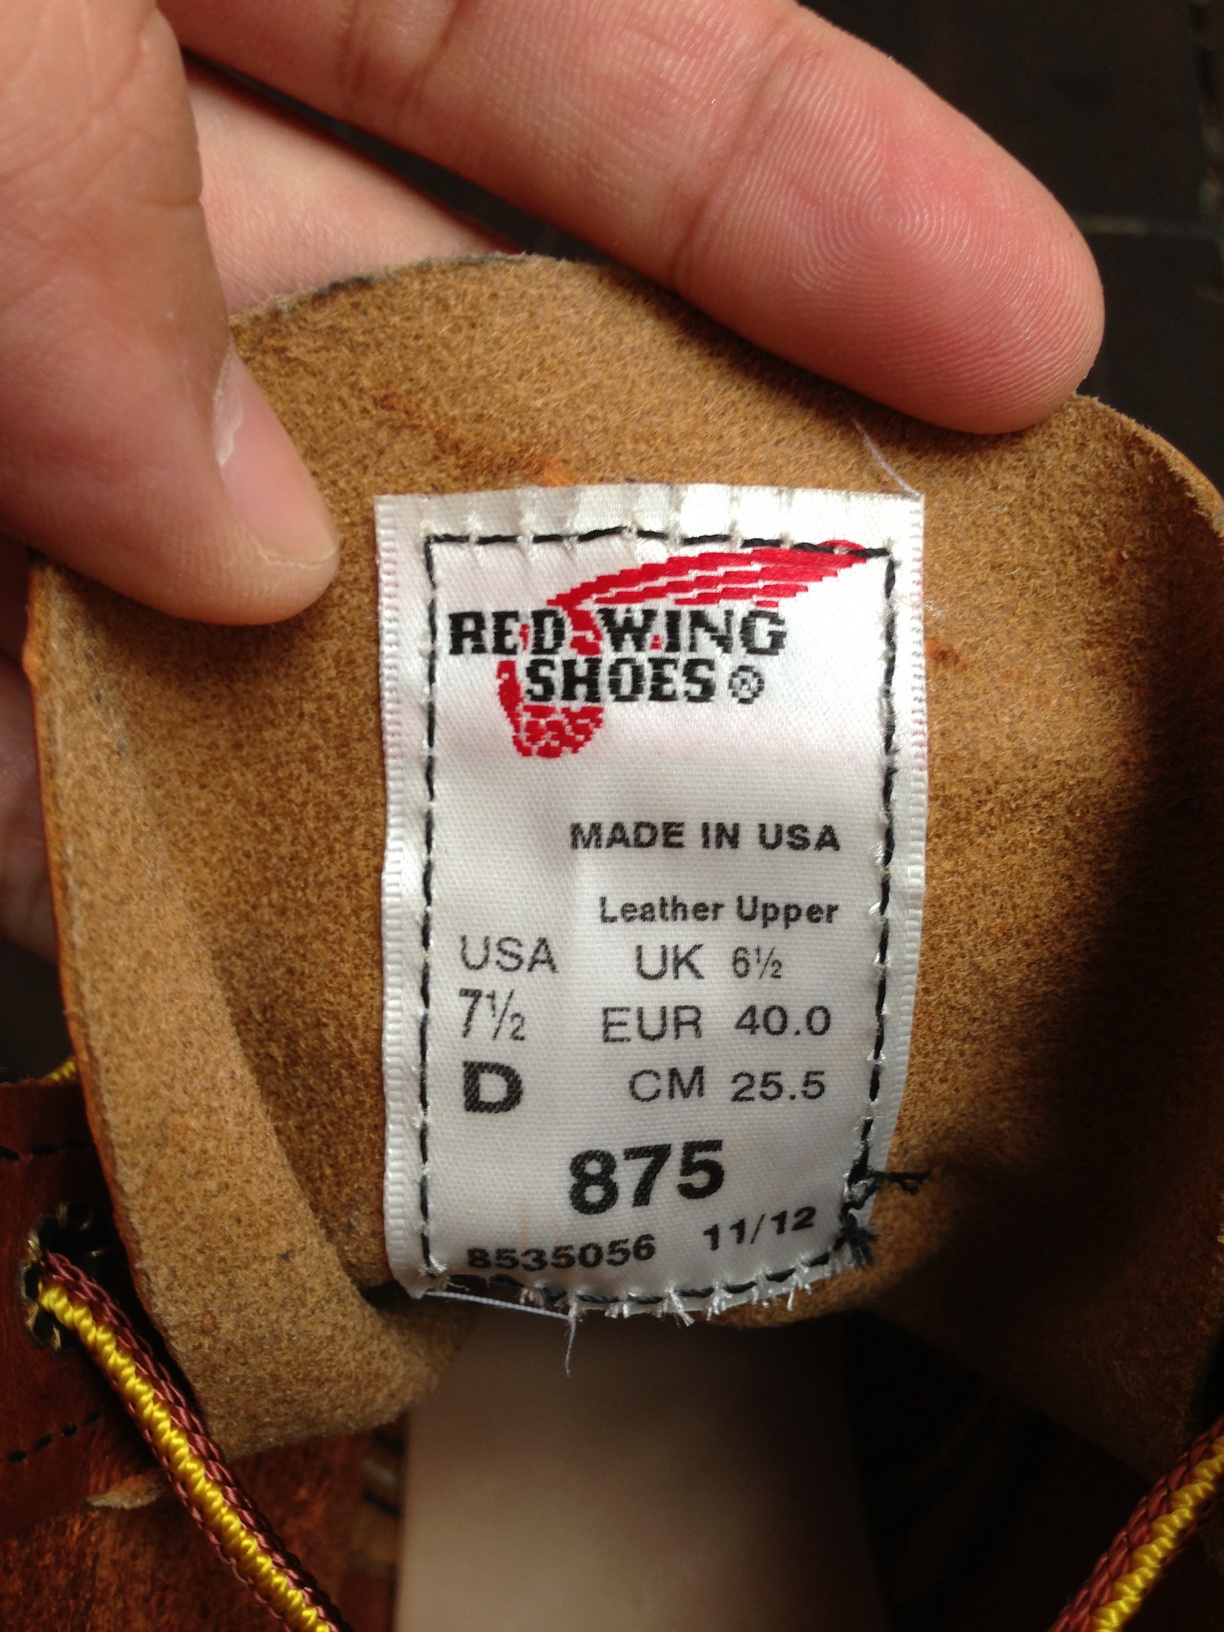 RED WING
SHOES ®
MADE IN USA
Leather Upper
USA UK 6½
7½ EUR 40.0
D CM 25.5
875
8535056 11/12